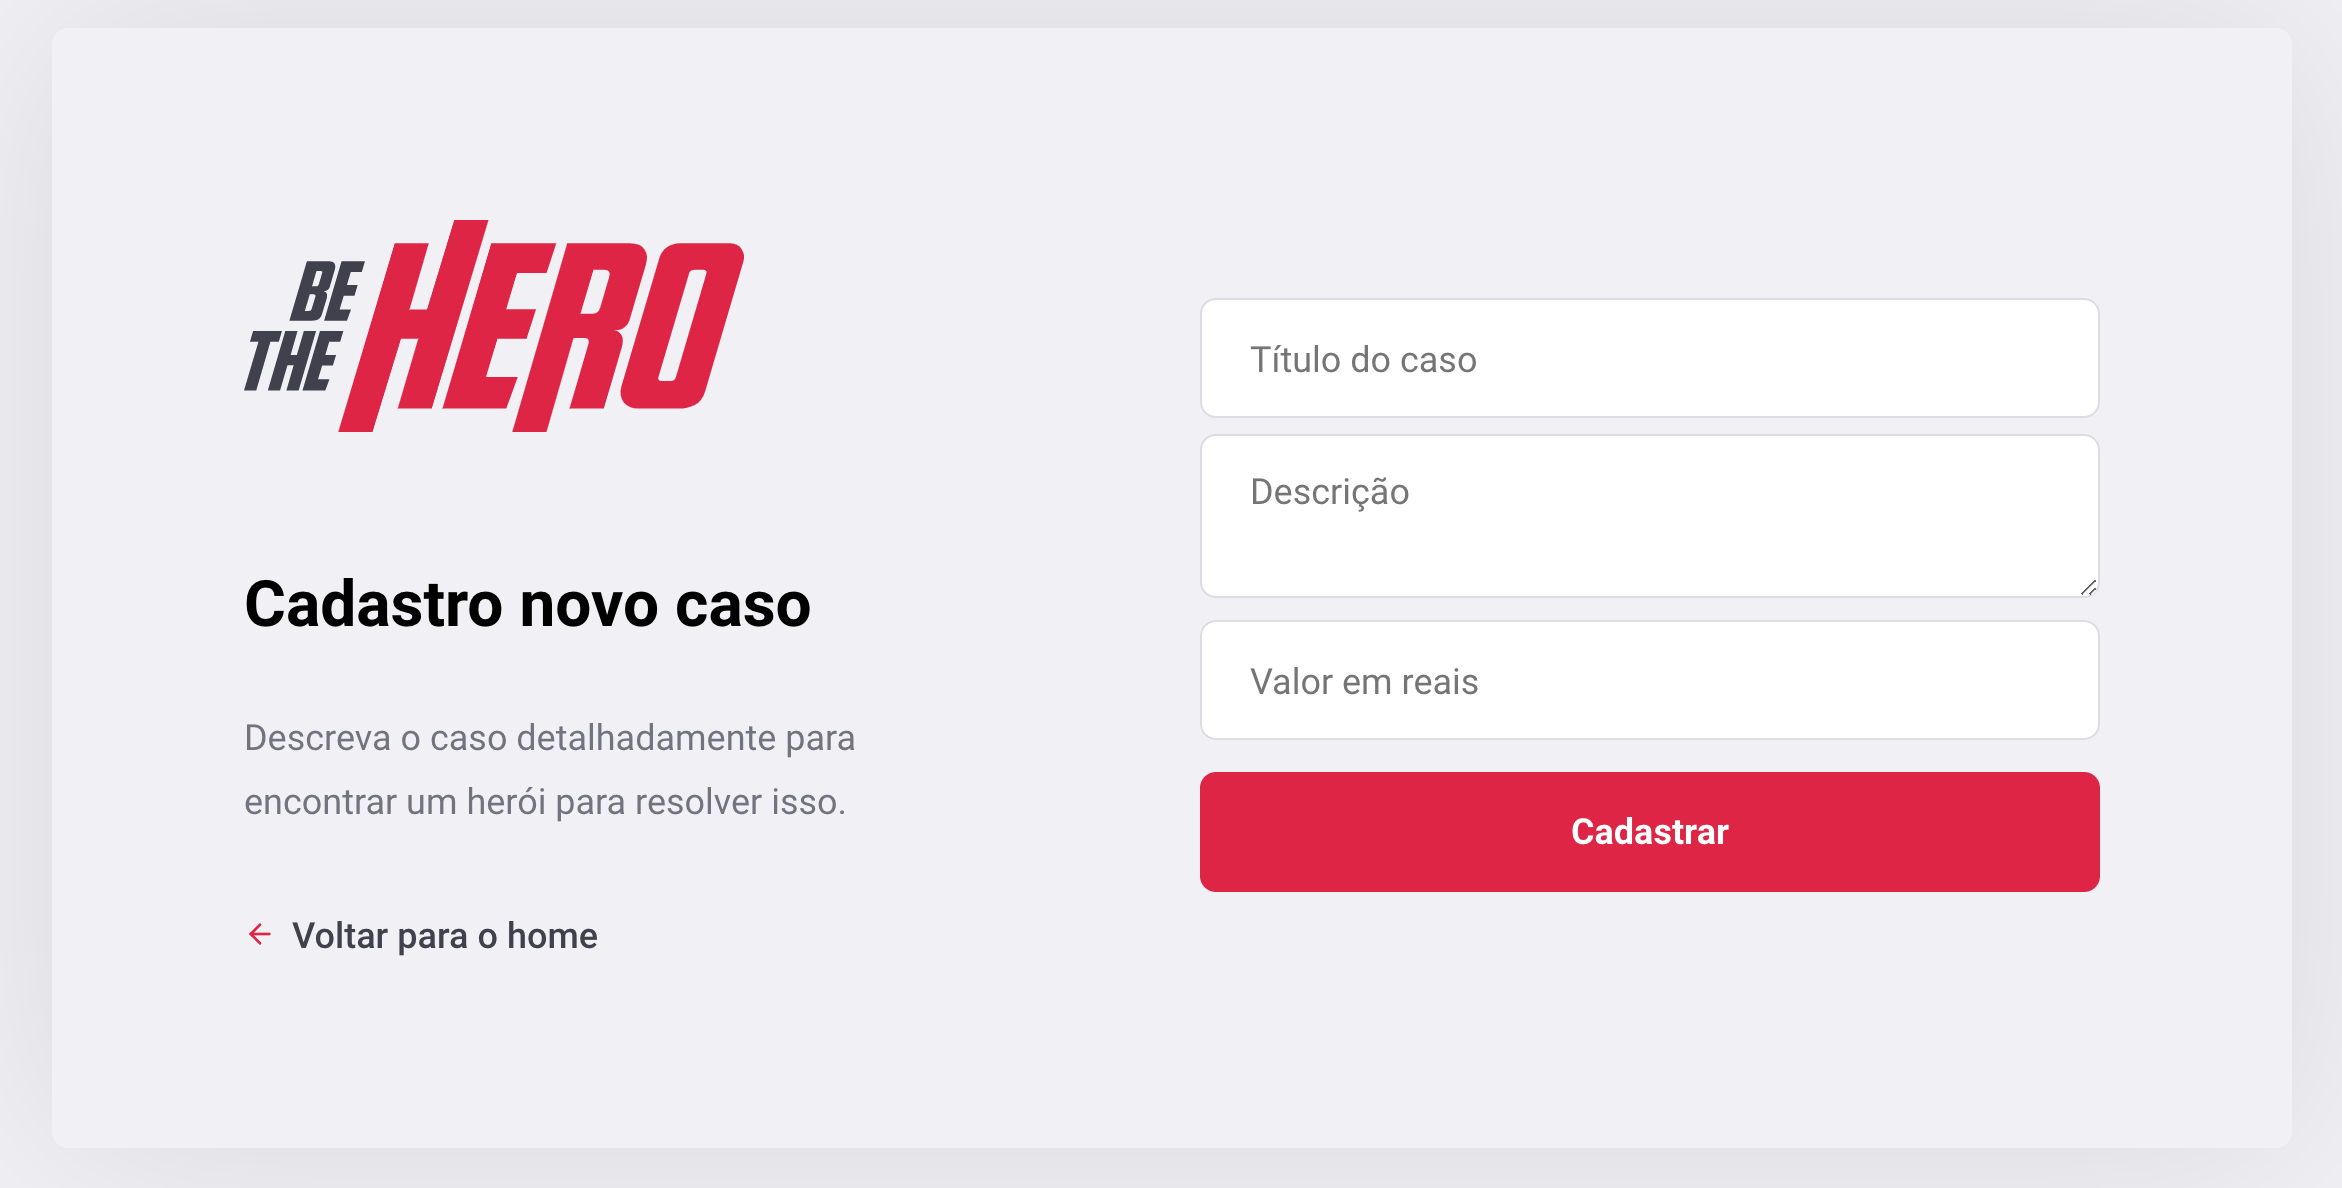 BE
THE
HERO
Cadastro novo caso
Descreva o caso detalhadamente para
encontrar um herói para resolver isso.
Voltar para o home
Título do caso
Descrição
Valor em reais
Cadastrar